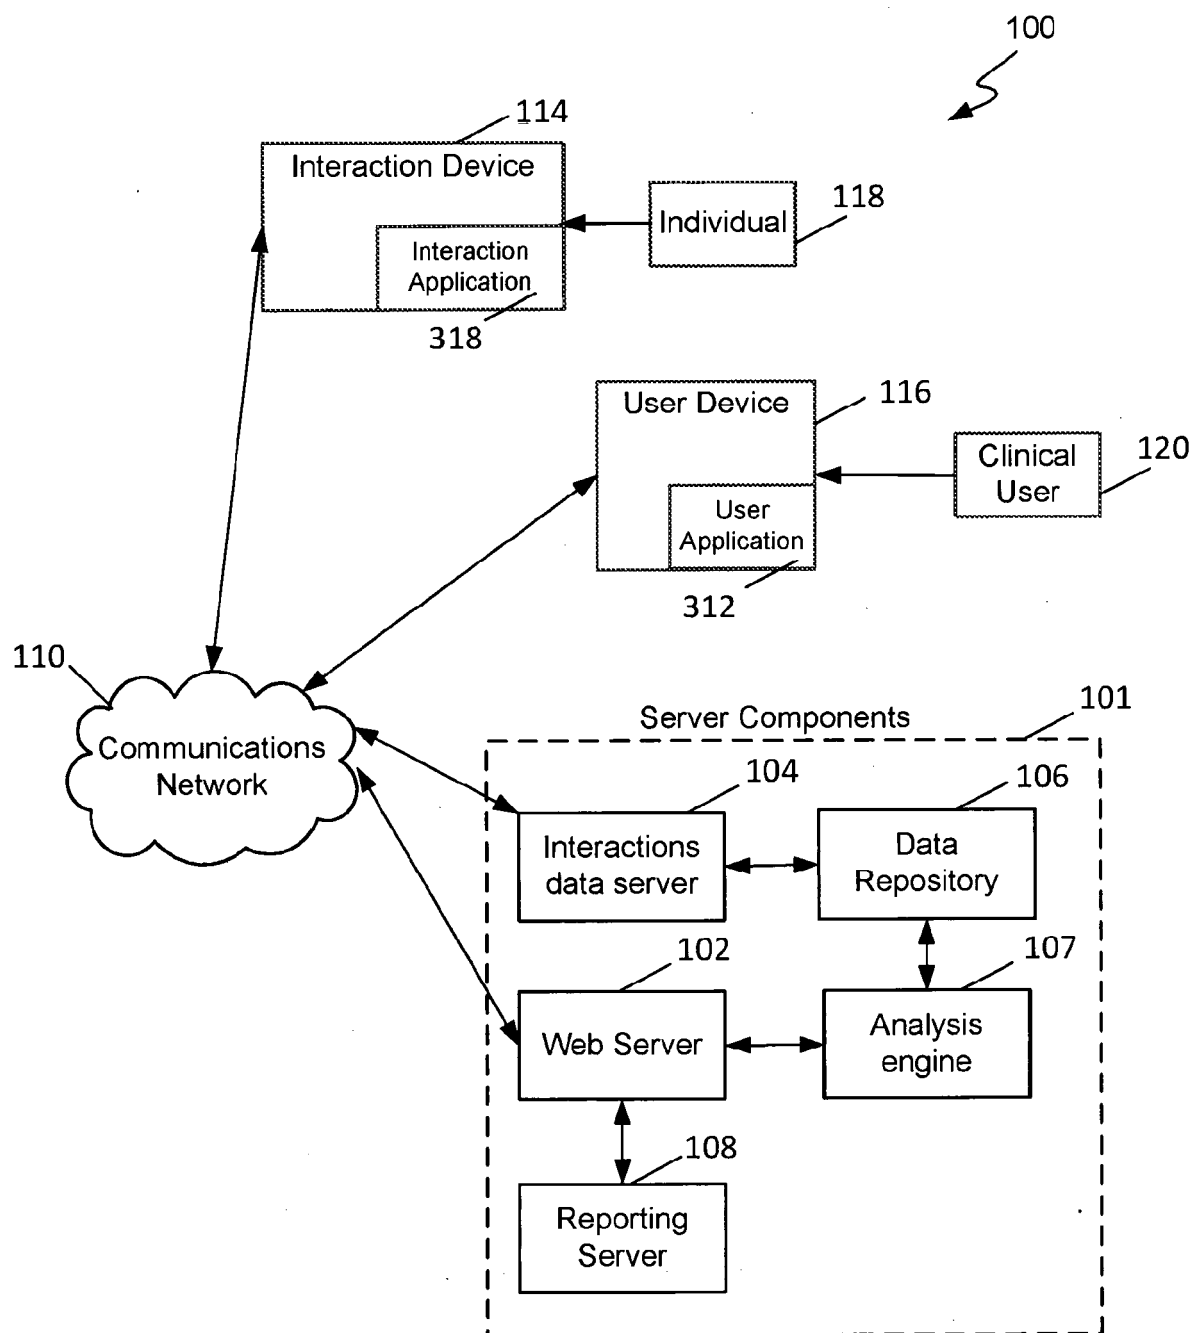 100
114
Interaction Device
Individual
118
Interaction
Application
318
User Device
116
Clinical
User
120
User
Application
312
110
Communications
Network
Server Components
101
104
106
Interactions
data server
Data
Repository
102
107
Web Server
Analysis
engine
108
Reporting
Server